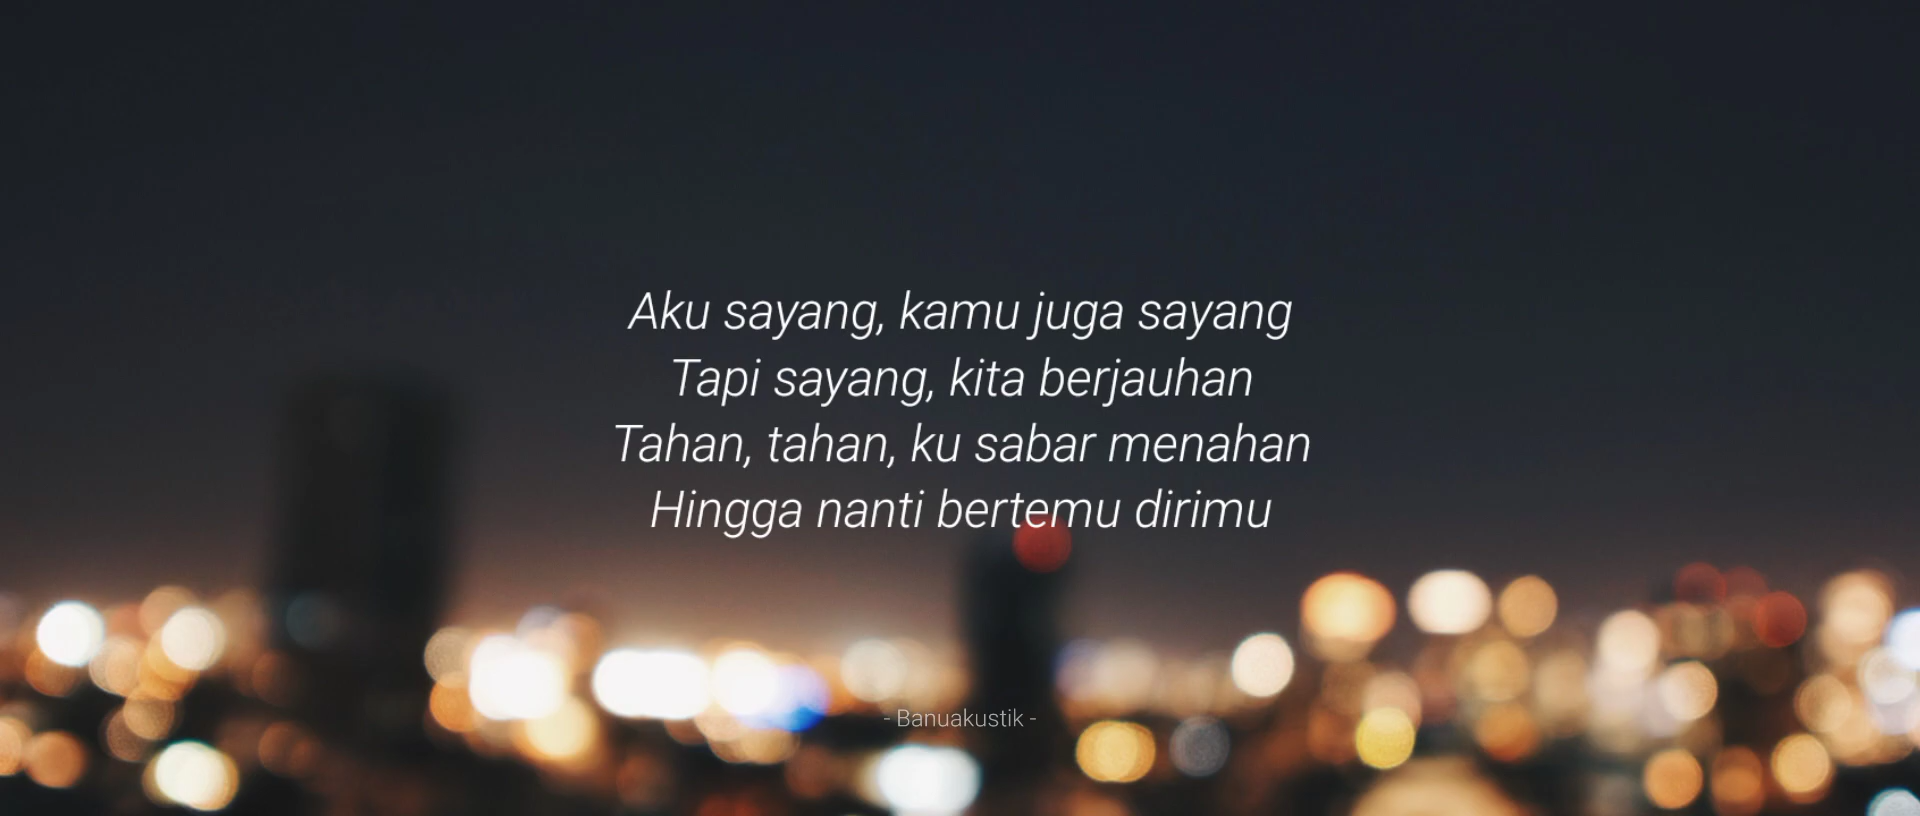 Aku sayang, kamu juga sayang
Tapi sayang, kita berjauhan
Tahan, tahan, ku sabar menahan
Hingga nanti bertemu dirimu
- Banuakustik -